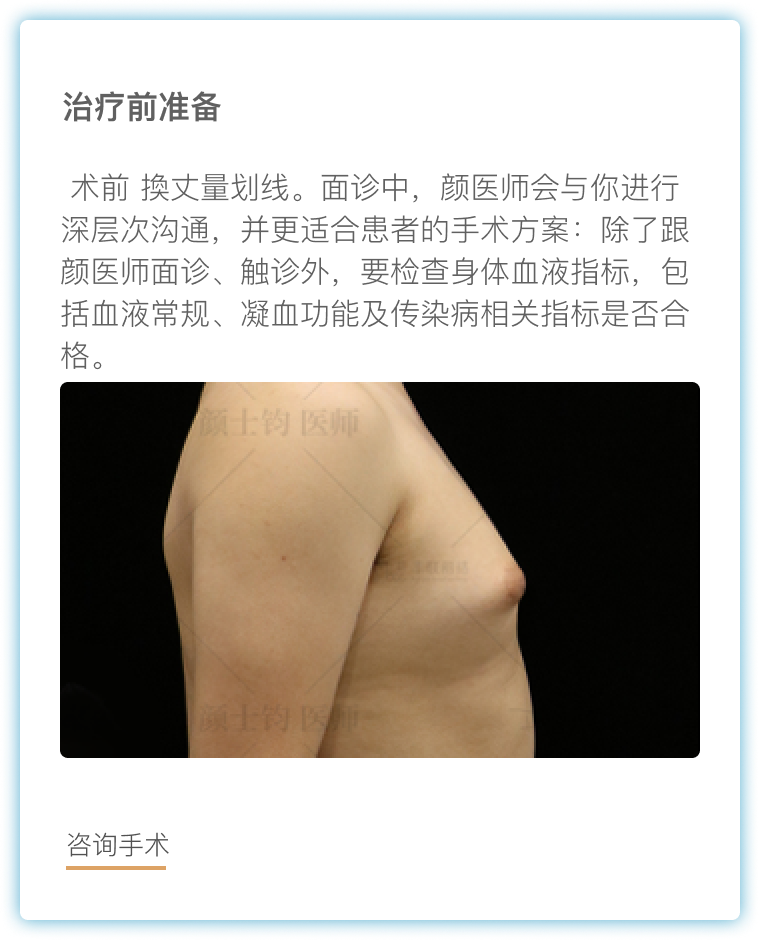 治疗前准备
术前 换丈量划线。面诊中，颜医师会与你进行
深层次沟通，并更适合患者的手术方案：除了跟
颜医师面诊、触诊外，要检查身体血液指标，包
括血液常规、凝血功能及传染病相关指标是否合
格。
颜士钧 医师
颜士钧 医师
咨询手术